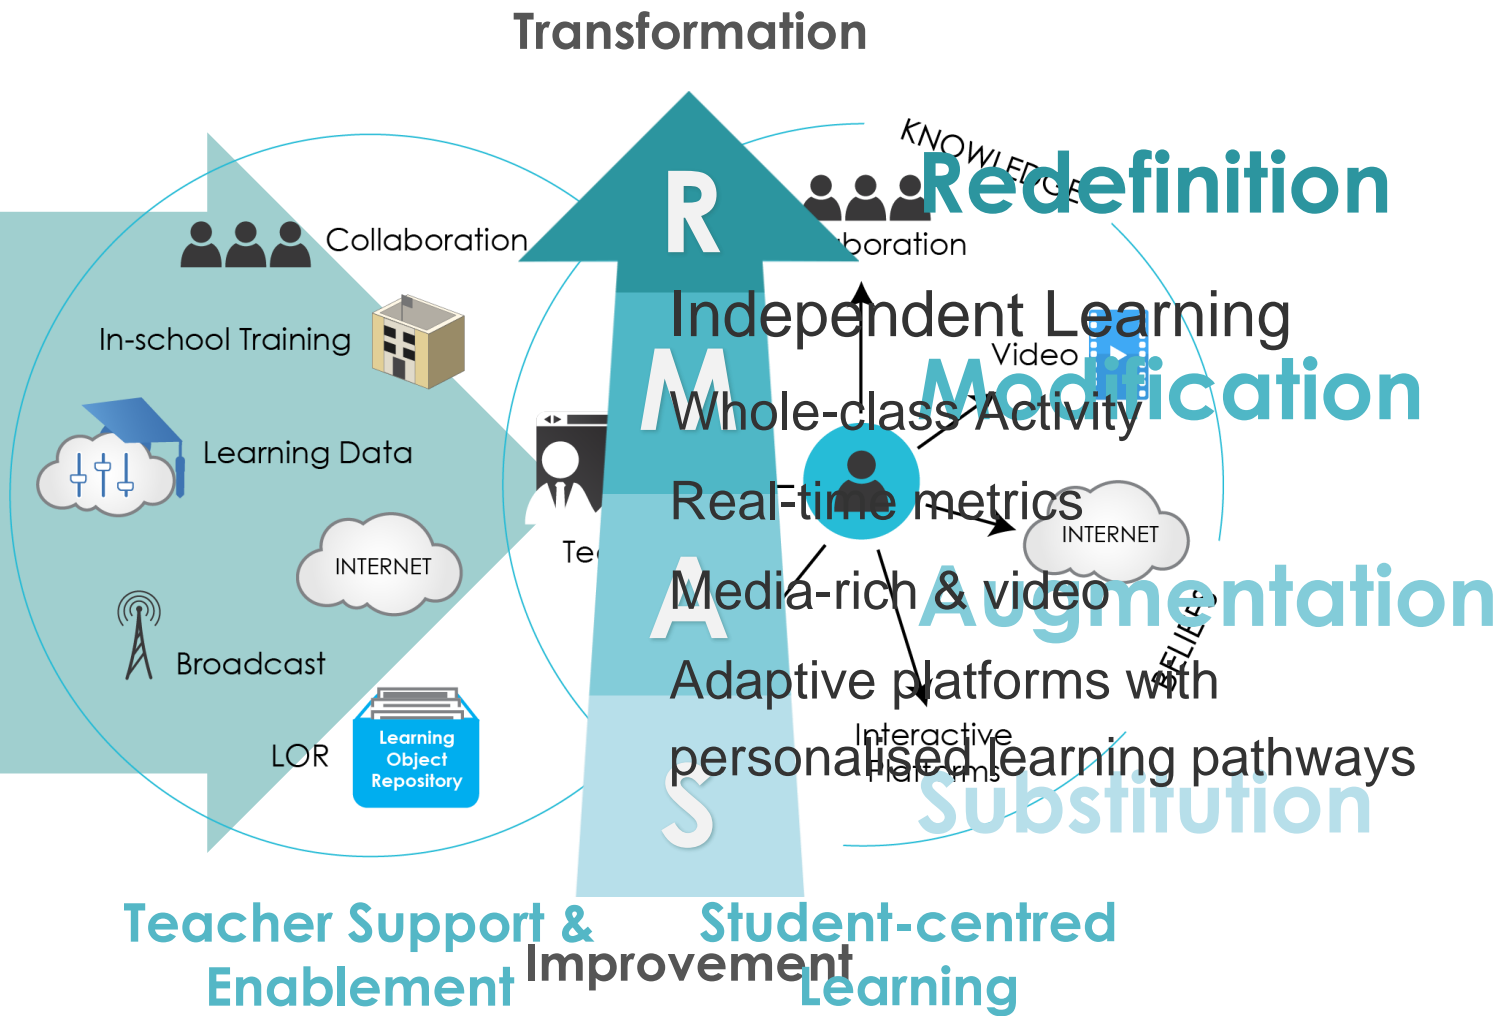 Transformation
KNOWLEDGE
R
Redefinition
Collaboration
boration
Independent Learning
In-school Training
Video
M
Modification
Whole-class Activity
Learning Data
Real-time metrics
INTERNET
INTERNET
A
Media-rich & video
Augmentation
BELIEFS
Broadcast
Adaptive platforms with
Interactive
personalised learning pathways
Platforms
LOR
Learning
Object
Repository
S
Substitution
Teacher Support &
Enablement
Improvement
Student-centred
Learning